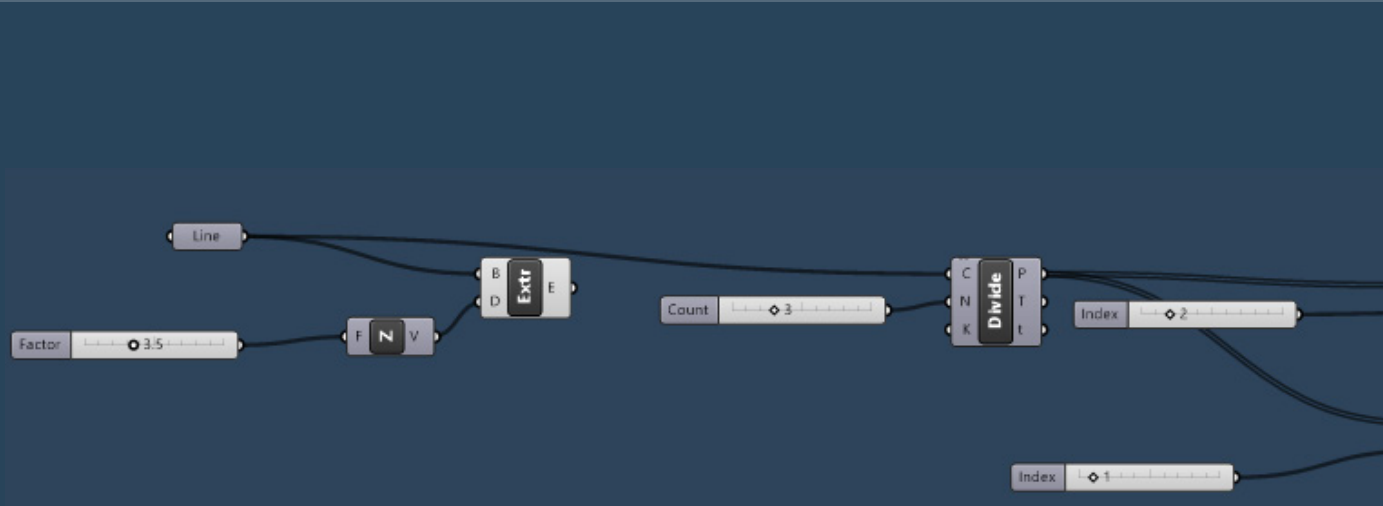 Line
B
D
Extr
E
Factor
3.5
F
Z
V
Count
3
C
N
K
Divide
P
T
t
Index
2
Index
1